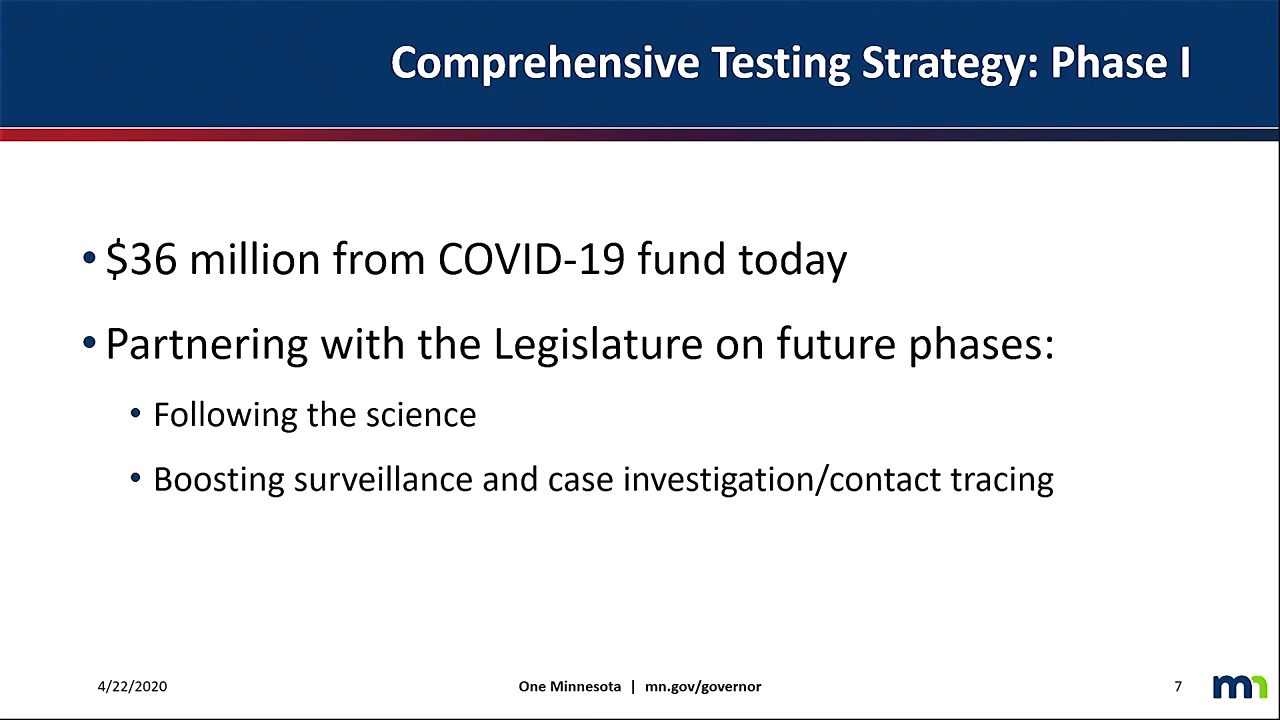 Comprehensive Testing Strategy: Phase I
• $36 million from COVID-19 fund today
• Partnering with the Legislature on future phases:
• Following the science
• Boosting surveillance and case investigation/contact tracing
4/22/2020
One Minnesota | mn.gov/governor
7
mn